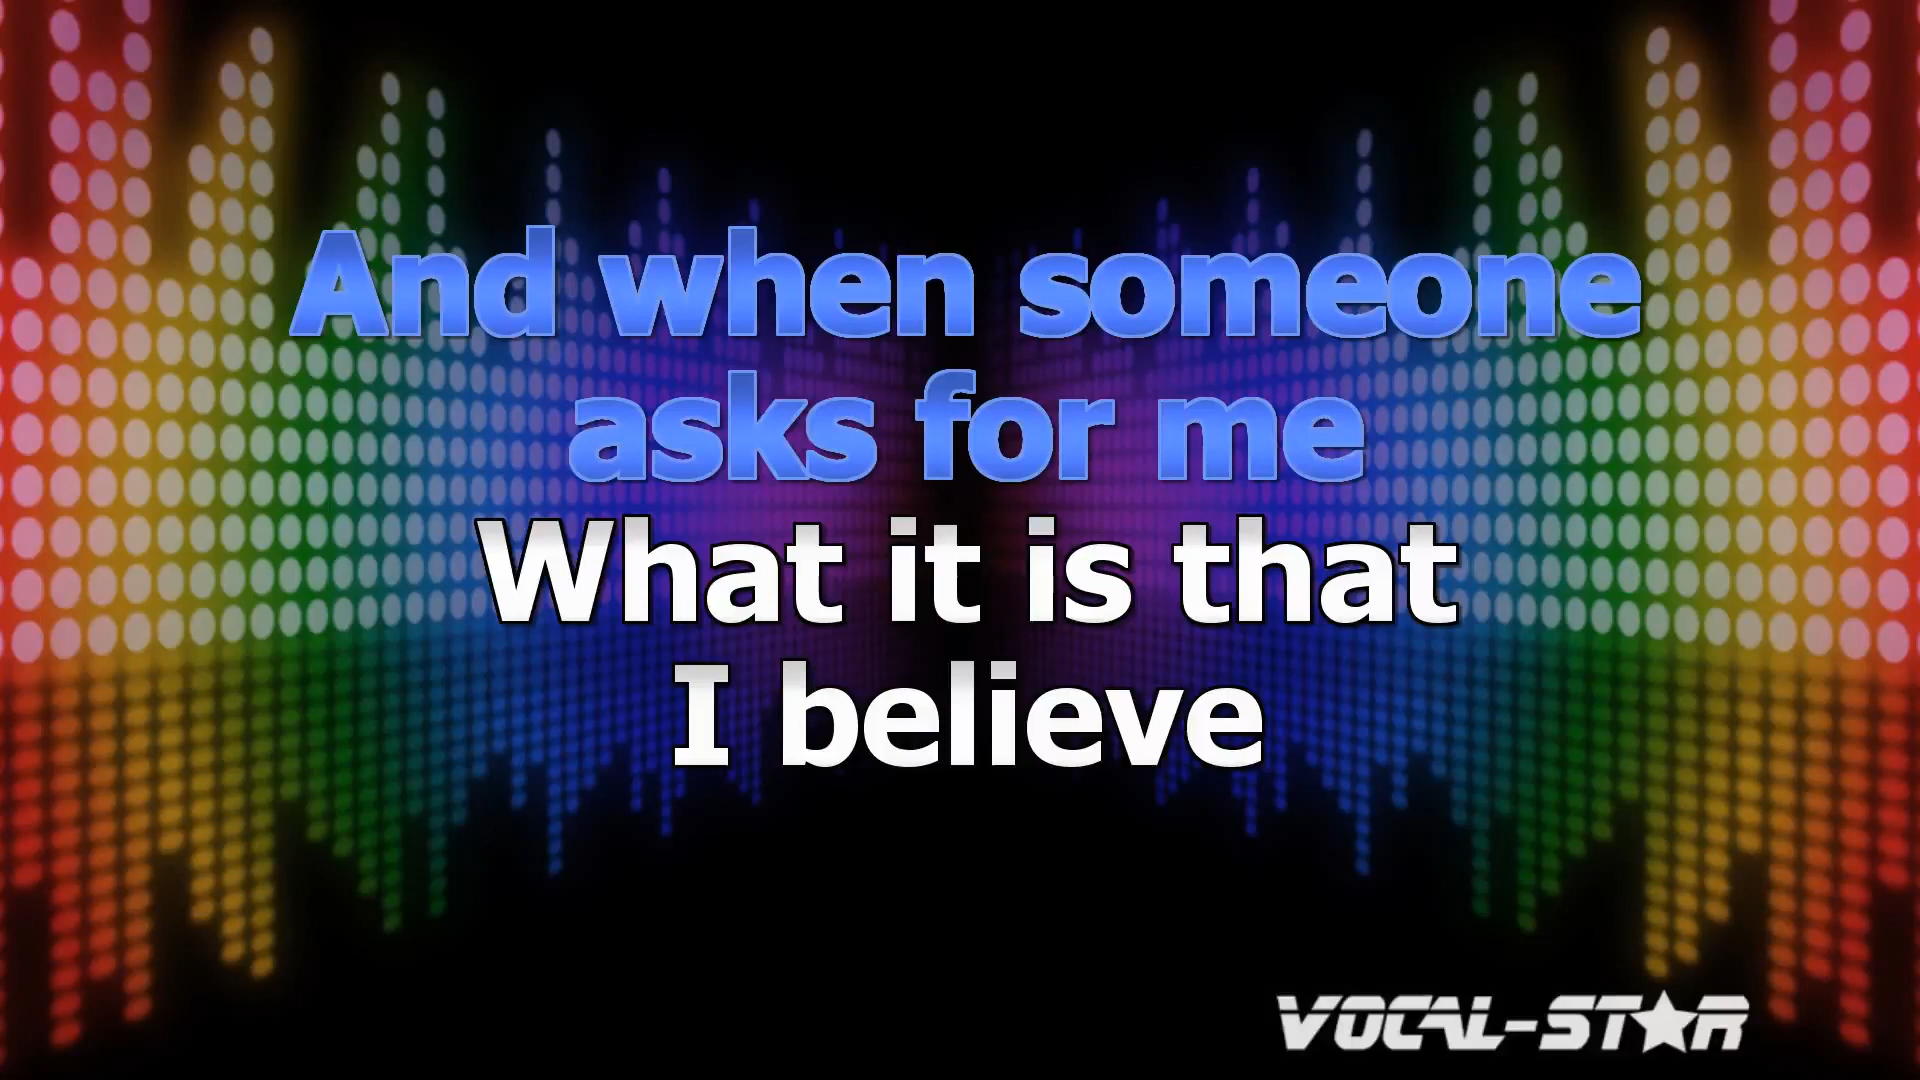 And when someone
asks for me
What it is that
I believe
VOCAL-STAR